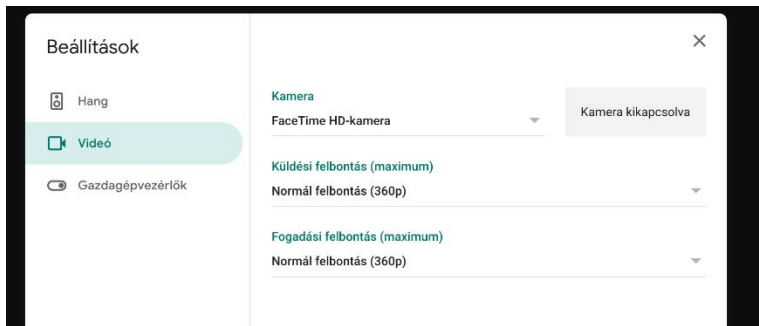 Beállítások
Hang
Videó
Gazdagépvezérlők
Kamera
FaceTime HD-kamera
Kamera kikapcsolva
Küldési felbontás (maximum)
Normál felbontás (360p)
Fogadási felbontás (maximum)
Normál felbontás (360p)